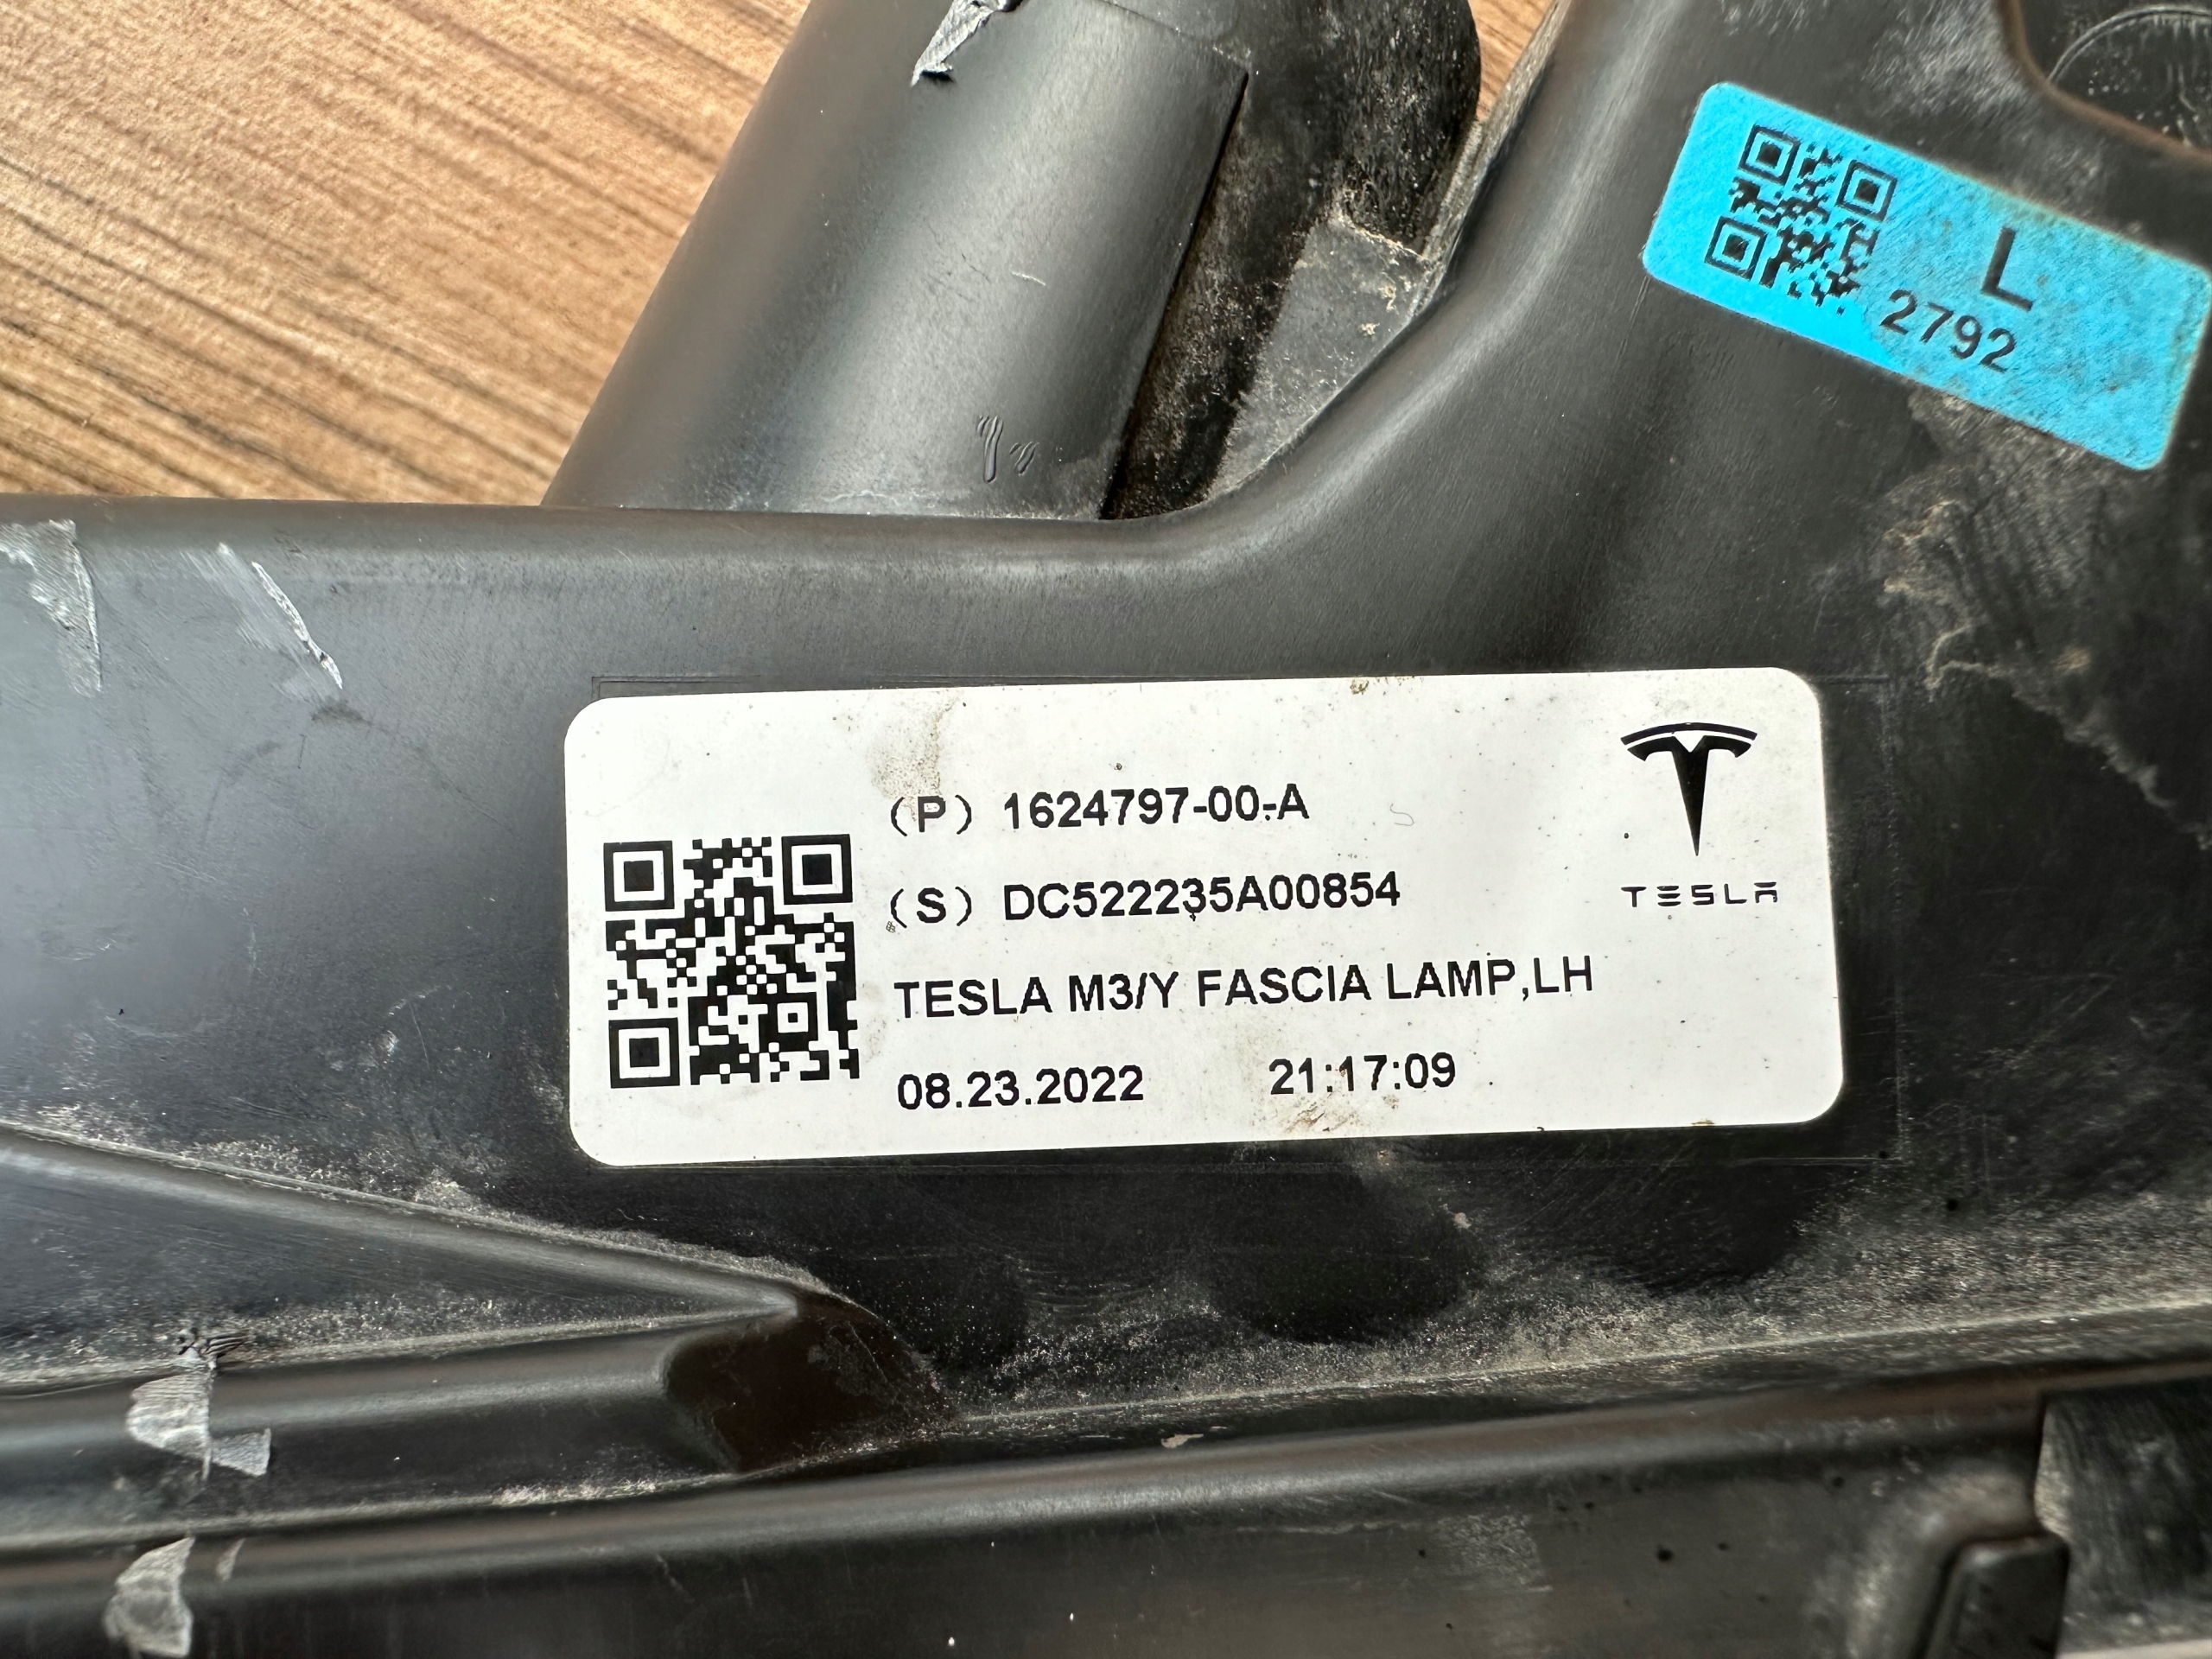 L
2792
(P) 1624797-00-A
(S) DC522235A00854
TESLA M3/Y FASCIA LAMP,LH
08.23.2022 21:17:09
TESLA